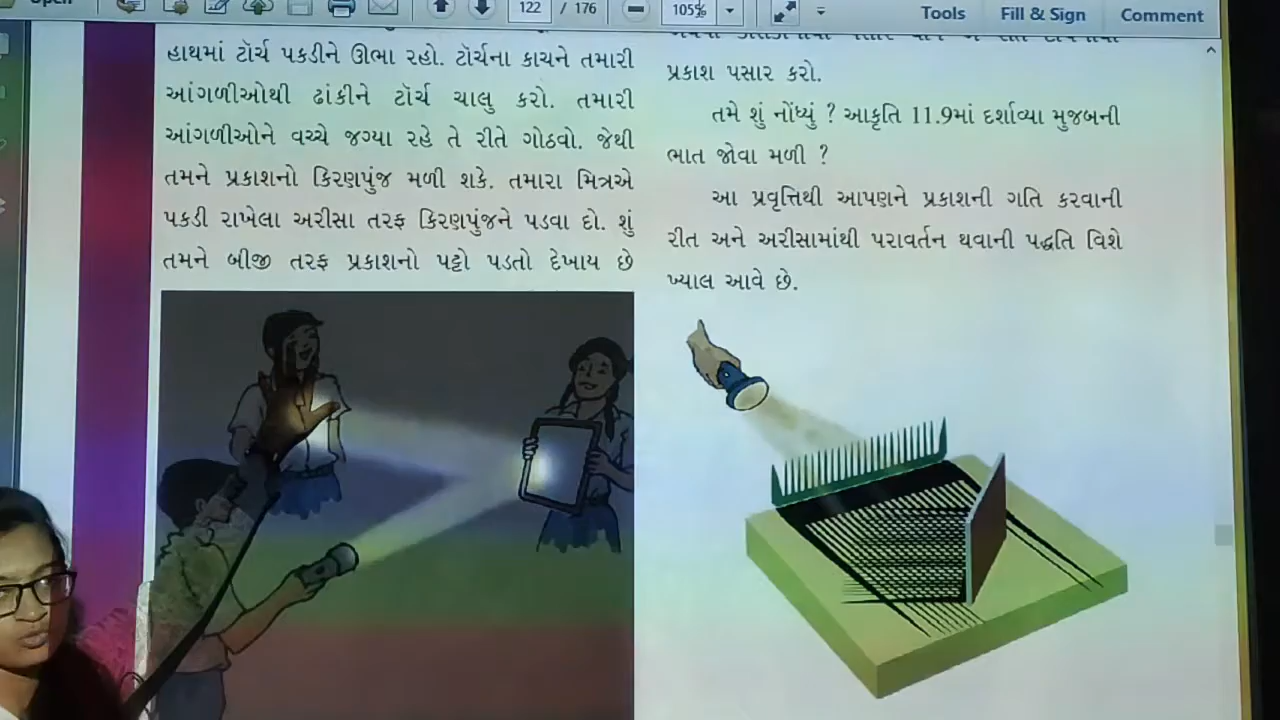 Open
122 / 176
105%
Tools
Fill & Sign
Comment
હાથમાં ટૉર્ચ પકડીને ઊભા રહો. ટૉર્ચના કાચને તમારી
આંગળીઓથી ઢાંકીને ટૉર્ચ ચાલુ કરો. તમારી
આંગળીઓને વચ્ચે જગ્યા રહે તે રીતે ગોઠવો. જેથી
તમને પ્રકાશનો કિરણપુંજ મળી શકે. તમારા મિત્રએ
પકડી રાખેલા અરીસા તરફ કિરણપુંજને પડવા દો. શું
તમને બીજી તરફ પ્રકાશનો પટ્ટો પડતો દેખાય છે
પ્રકાશ પસાર કરો.
તમે શું નોંધ્યું ? આકૃતિ 11.9માં દર્શાવ્યા મુજબની
ભાત જોવા મળી ?
આ પ્રવૃત્તિથી આપણને પ્રકાશની ગતિ કરવાની
રીત અને અરીસામાંથી પરાવર્તન થવાની પદ્ધતિ વિશે
ખ્યાલ આવે છે.